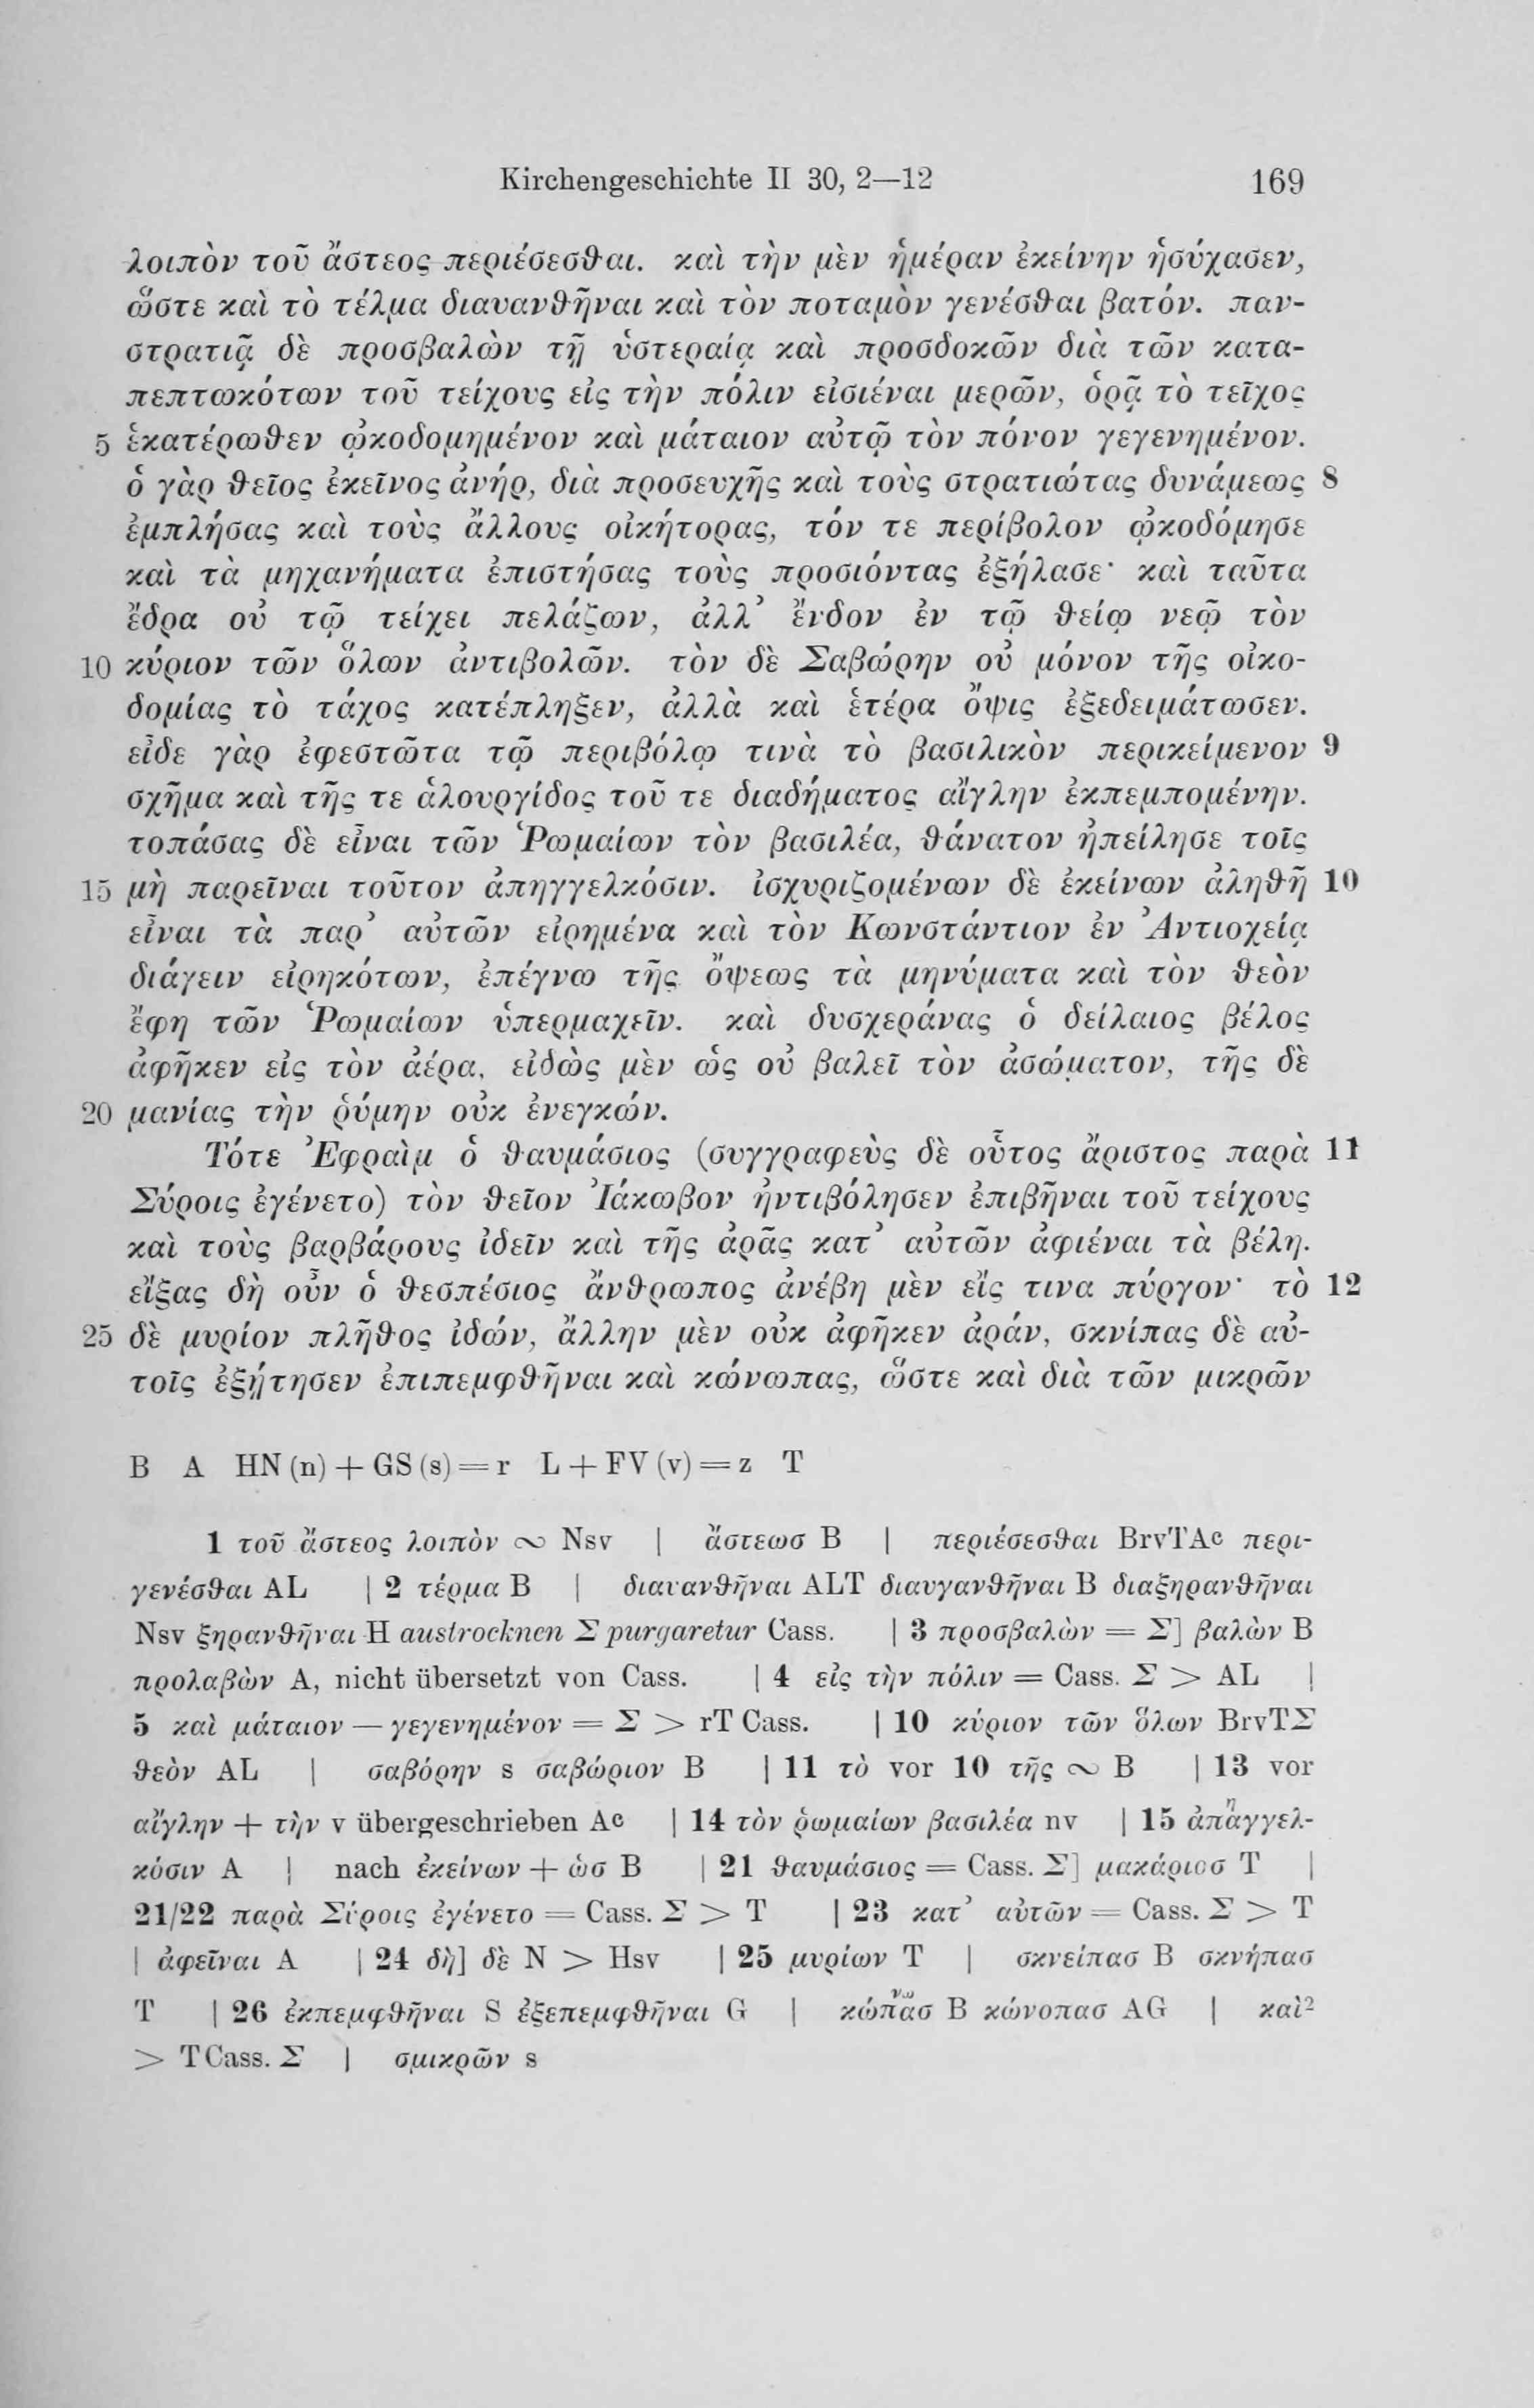 Kirchengeschichte II 30, 2—12 169
λοιπὸν τοῦ ἄστεος περιέσεσθαι. καὶ τὴν μὲν ἡμέραν ἐκείνην ἡσύχασεν,
ὥστε καὶ τὸ τέλμα διαυανθῆναι καὶ τὸν ποταμὸν γενέσθαι βατόν. παν-
στρατιᾷ δὲ προσβαλὼν τῇ ὑστεραίᾳ καὶ προσδοκῶν διὰ τῶν κατα-
πεπτωκότων τοῦ τείχους εἰς τὴν πόλιν εἰσιέναι μερῶν, ὁρᾷ τὸ τεῖχος
5 ἑκατέρωθεν ᾠκοδομημένον καὶ μάταιον αὐτῷ τὸν πόνον γεγενημένον.
ὁ γὰρ θεῖος ἐκεῖνος ἀνήρ, διὰ προσευχῆς καὶ τοὺς στρατιώτας δυνάμεως 8
ἐμπλήσας καὶ τοὺς ἄλλους οἰκήτορας, τόν τε περίβολον ᾠκοδόμησε
καὶ τὰ μηχανήματα ἐπιστήσας τοὺς προσιόντας ἐξήλασε· καὶ ταῦτα
ἔδρα οὐ τῷ τείχει πελάζων, ἀλλ᾽ ἔνδον ἐν τῷ θείῳ νεῷ τὸν
10 κύριον τῶν ὅλων ἀντιβολῶν. τὸν δὲ Σαβώρην οὐ μόνον τῆς οἰκο-
δομίας τὸ τάχος κατέπληξεν, ἀλλὰ καὶ ἑτέρα ὄψις ἐξεδειμάτωσεν.
εἶδε γὰρ ἐφεστῶτα τῷ περιβόλῳ τινὰ τὸ βασιλικὸν περικείμενον 9
σχῆμα καὶ τῆς τε ἁλουργίδος τοῦ τε διαδήματος αἴγλην ἐκπεμπομένην.
τοπάσας δὲ εἶναι τῶν Ῥωμαίων τὸν βασιλέα, θάνατον ἠπείλησε τοῖς
15 μὴ παρεῖναι τοῦτον ἀπηγγελκόσιν. ἰσχυριζομένων δὲ ἐκείνων ἀληθῆ 10
εἶναι τὰ παρ᾽ αὐτῶν εἰρημένα καὶ τὸν Κωνστάντιον ἐν Ἀντιοχείᾳ
διάγειν εἰρηκότων, ἐπέγνω τῆς ὄψεως τὰ μηνύματα καὶ τὸν θεὸν
ἔφη τῶν Ῥωμαίων ὑπερμαχεῖν. καὶ δυσχεράνας ὁ δείλαιος βέλος
ἀφῆκεν εἰς τὸν ἀέρα, εἰδὼς μὲν ὡς οὐ βαλεῖ τὸν ἀσώματον, τῆς δὲ
20 μανίας τὴν ῥύμην οὐκ ἐνεγκών.
Τότε Ἐφραὶμ ὁ θαυμάσιος (συγγραφεὺς δὲ οὗτος ἄριστος παρὰ 11
Σύροις ἐγένετο) τὸν θεῖον Ἰάκωβον ἠντιβόλησεν ἐπιβῆναι τοῦ τείχους
καὶ τοὺς βαρβάρους ἰδεῖν καὶ τῆς ἀρᾶς κατ᾽ αὐτῶν ἀφιέναι τὰ βέλη.
εἴξας δὴ οὖν ὁ θεσπέσιος ἄνθρωπος ἀνέβη μὲν εἴς τινα πύργον· τὸ 12
25 δὲ μυρίον πλῆθος ἰδών, ἄλλην μὲν οὐκ ἀφῆκεν ἀράν, σκνίπας δὲ αὐ-
τοῖς ἐξῄτησεν ἐπιπεμφθῆναι καὶ κώνωπας, ὥστε καὶ διὰ τῶν μικρῶν
B A HN (n) + GS (s) = r L + FV (v) = z T
1 τοῦ ἄστεος λοιπὸν ∾ Nsv | ἄστεωσ B | περιέσεσθαι BrvTAᶜ περι-
γενέσθαι AL | 2 τέρμα B | διαυανθῆναι ALT διαυγανθῆναι B διαξηρανθῆναι
Nsv ξηρανθῆναι H austrocknen Σ purgaretur Cass. | 3 προσβαλὼν = Σ] βαλὼν B
προλαβὼν A, nicht übersetzt von Cass. | 4 εἰς τὴν πόλιν = Cass. Σ > AL |
5 καὶ μάταιον — γεγενημένον = Σ > rT Cass. | 10 κύριον τῶν ὅλων BrvTΣ
θεὸν AL | σαβόρην s σαβώριον B | 11 τὸ vor 10 τῆς ∾ B | 13 vor
αἴγλην + τὴν v übergeschrieben Aᶜ | 14 τὸν ῥωμαίων βασιλέα nv | 15 ἀπαγγελ-
κόσιν A | nach ἐκείνων + ὡσ B | 21 θαυμάσιος = Cass. Σ] μακάριοσ T |
21/22 παρὰ Σύροις ἐγένετο = Cass. Σ > T | 23 κατ᾽ αὐτῶν = Cass. Σ > T
| ἀφεῖναι A | 24 δὴ] δὲ N > Hsv | 25 μυρίων T | σκνείπασ B σκνήπασ
T | 26 ἐκπεμφθῆναι S ἐξεπεμφθῆναι G | κώπασ B κώνοπασ AG | καὶ²
> T Cass. Σ | σμικρῶν s